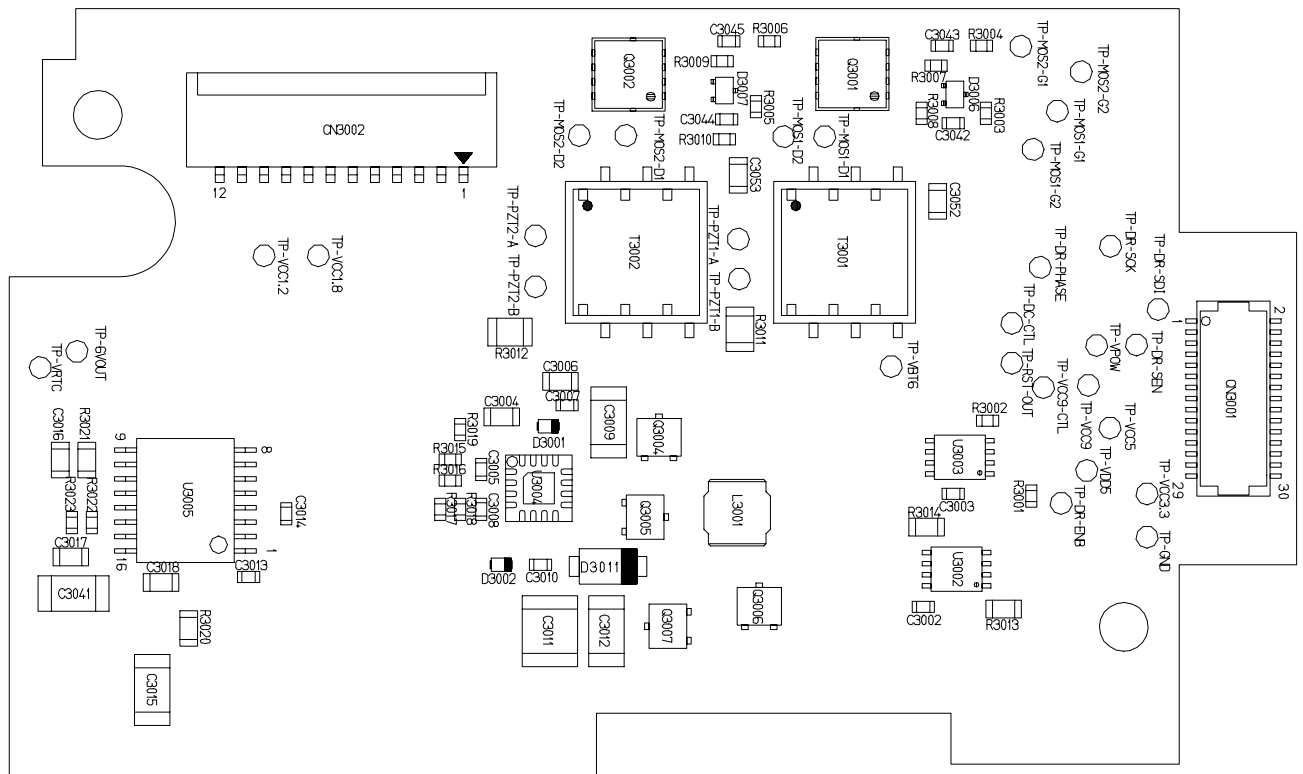 C3045
R3006
C3043
R3004
TP-MOS2-G1
TP-MOS2-G2
Q3002
R3009
D3007
Q3001
R3007
D3006
R3005
R3008
R3003
TP-MOS1-G1
CN3002
C3044
C3042
TP-MOS2-D2
TP-MOS2-D1
R3010
TP-MOS1-D2
TP-MOS1-D1
TP-MOS1-G2
C3053
12
1
C3052
TP-PZT2-A
T3002
TP-PZT1-A
T3001
TP-DR-SCK
TP-DR-SDI
TP-DR-PHASE
TP-VCC1.2
TP-VCC1.8
TP-PZT2-B
TP-PZT1-B
TP-DC-CTL
1
2
R3011
R3012
TP-6VOUT
TP-VRTC
TP-VBT6
TP-RST-OUT
TP-VPOW
TP-DR-SEN
CN3001
C3006
C3007
TP-VCC9-CTL
TP-VCC9
TP-VCC5
C3004
C3009
R3002
C3016
R3021
R3019
D3001
Q3004
9
8
R3015
U3003
TP-VDD5
R3016
C3005
U3004
TP-VCC3.3
29
30
U3005
L3001
C3003
R3001
R3023
R3022
C3014
R3017
R3018
C3008
Q3005
R3014
TP-DR-ENB
TP-GND
C3017
16
1
C3018
C3013
D3002
C3010
D3011
U3002
C3041
Q3006
C3002
R3013
R3020
C3011
C3012
Q3007
C3015